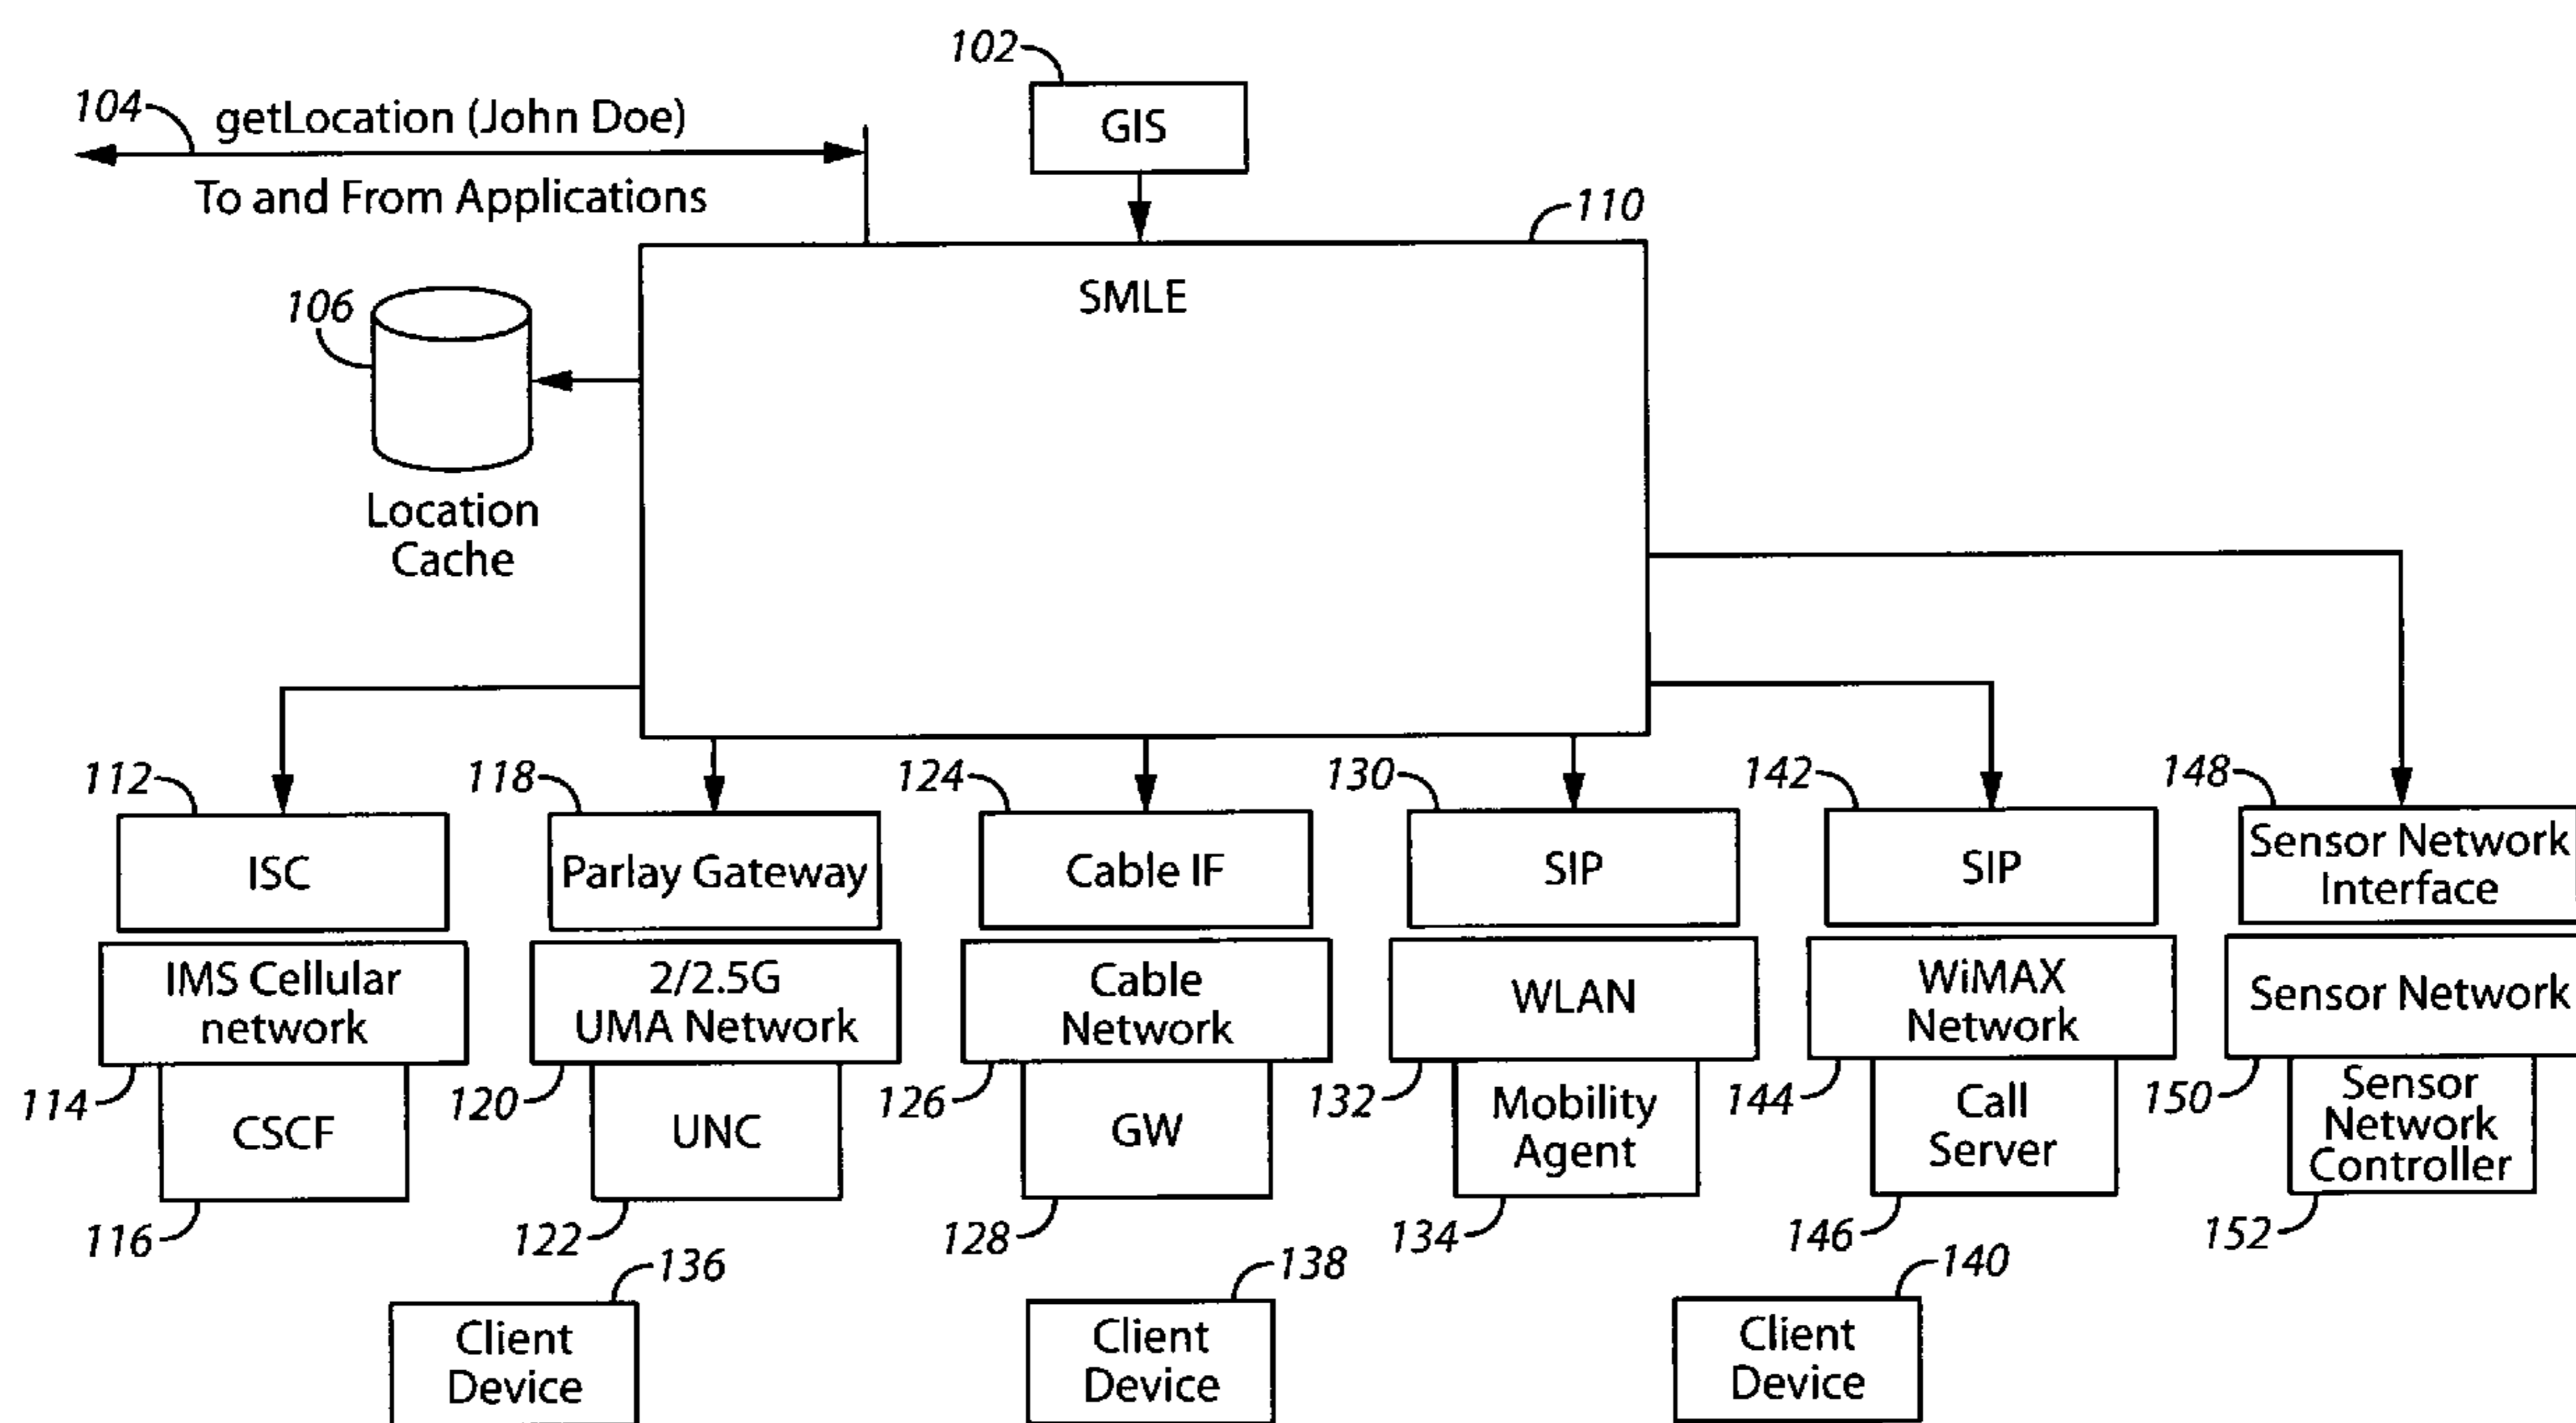 102
104
getLocation (John Doe)
GIS
To and From Applications
110
106
SMLE
Location
Cache
112
118
124
130
142
148
ISC
Parlay Gateway
Cable IF
SIP
SIP
Sensor Network
Interface
IMS Cellular
network
2/2.5G
UMA Network
Cable
Network
WLAN
WiMAX
Network
Sensor Network
114
120
126
132
144
150
CSCF
UNC
GW
Mobility
Agent
Call
Server
Sensor
Network
Controller
116
122
128
134
146
152
136
138
140
Client
Device
Client
Device
Client
Device